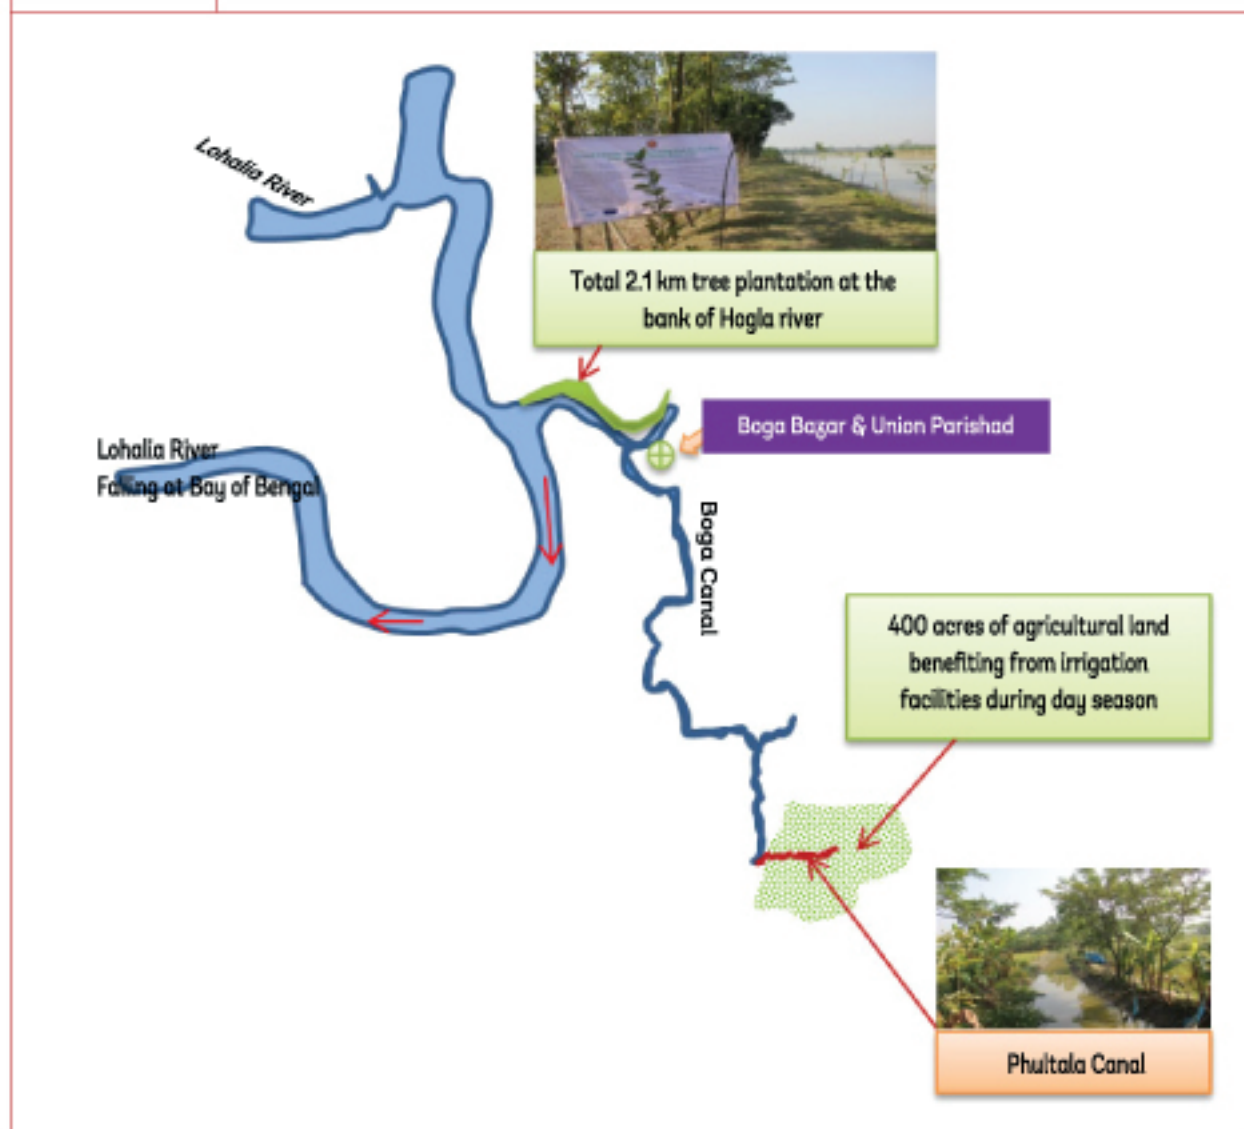 Lohalia River
Total 2.1 km tree plantation at the
bank of Hogla river
Boga Bazar & Union Parishad
Lohalia River
Falling at Bay of Bengal
Boga Canal
400 acres of agricultural land
benefiting from irrigation
facilities during day season
Phultala Canal